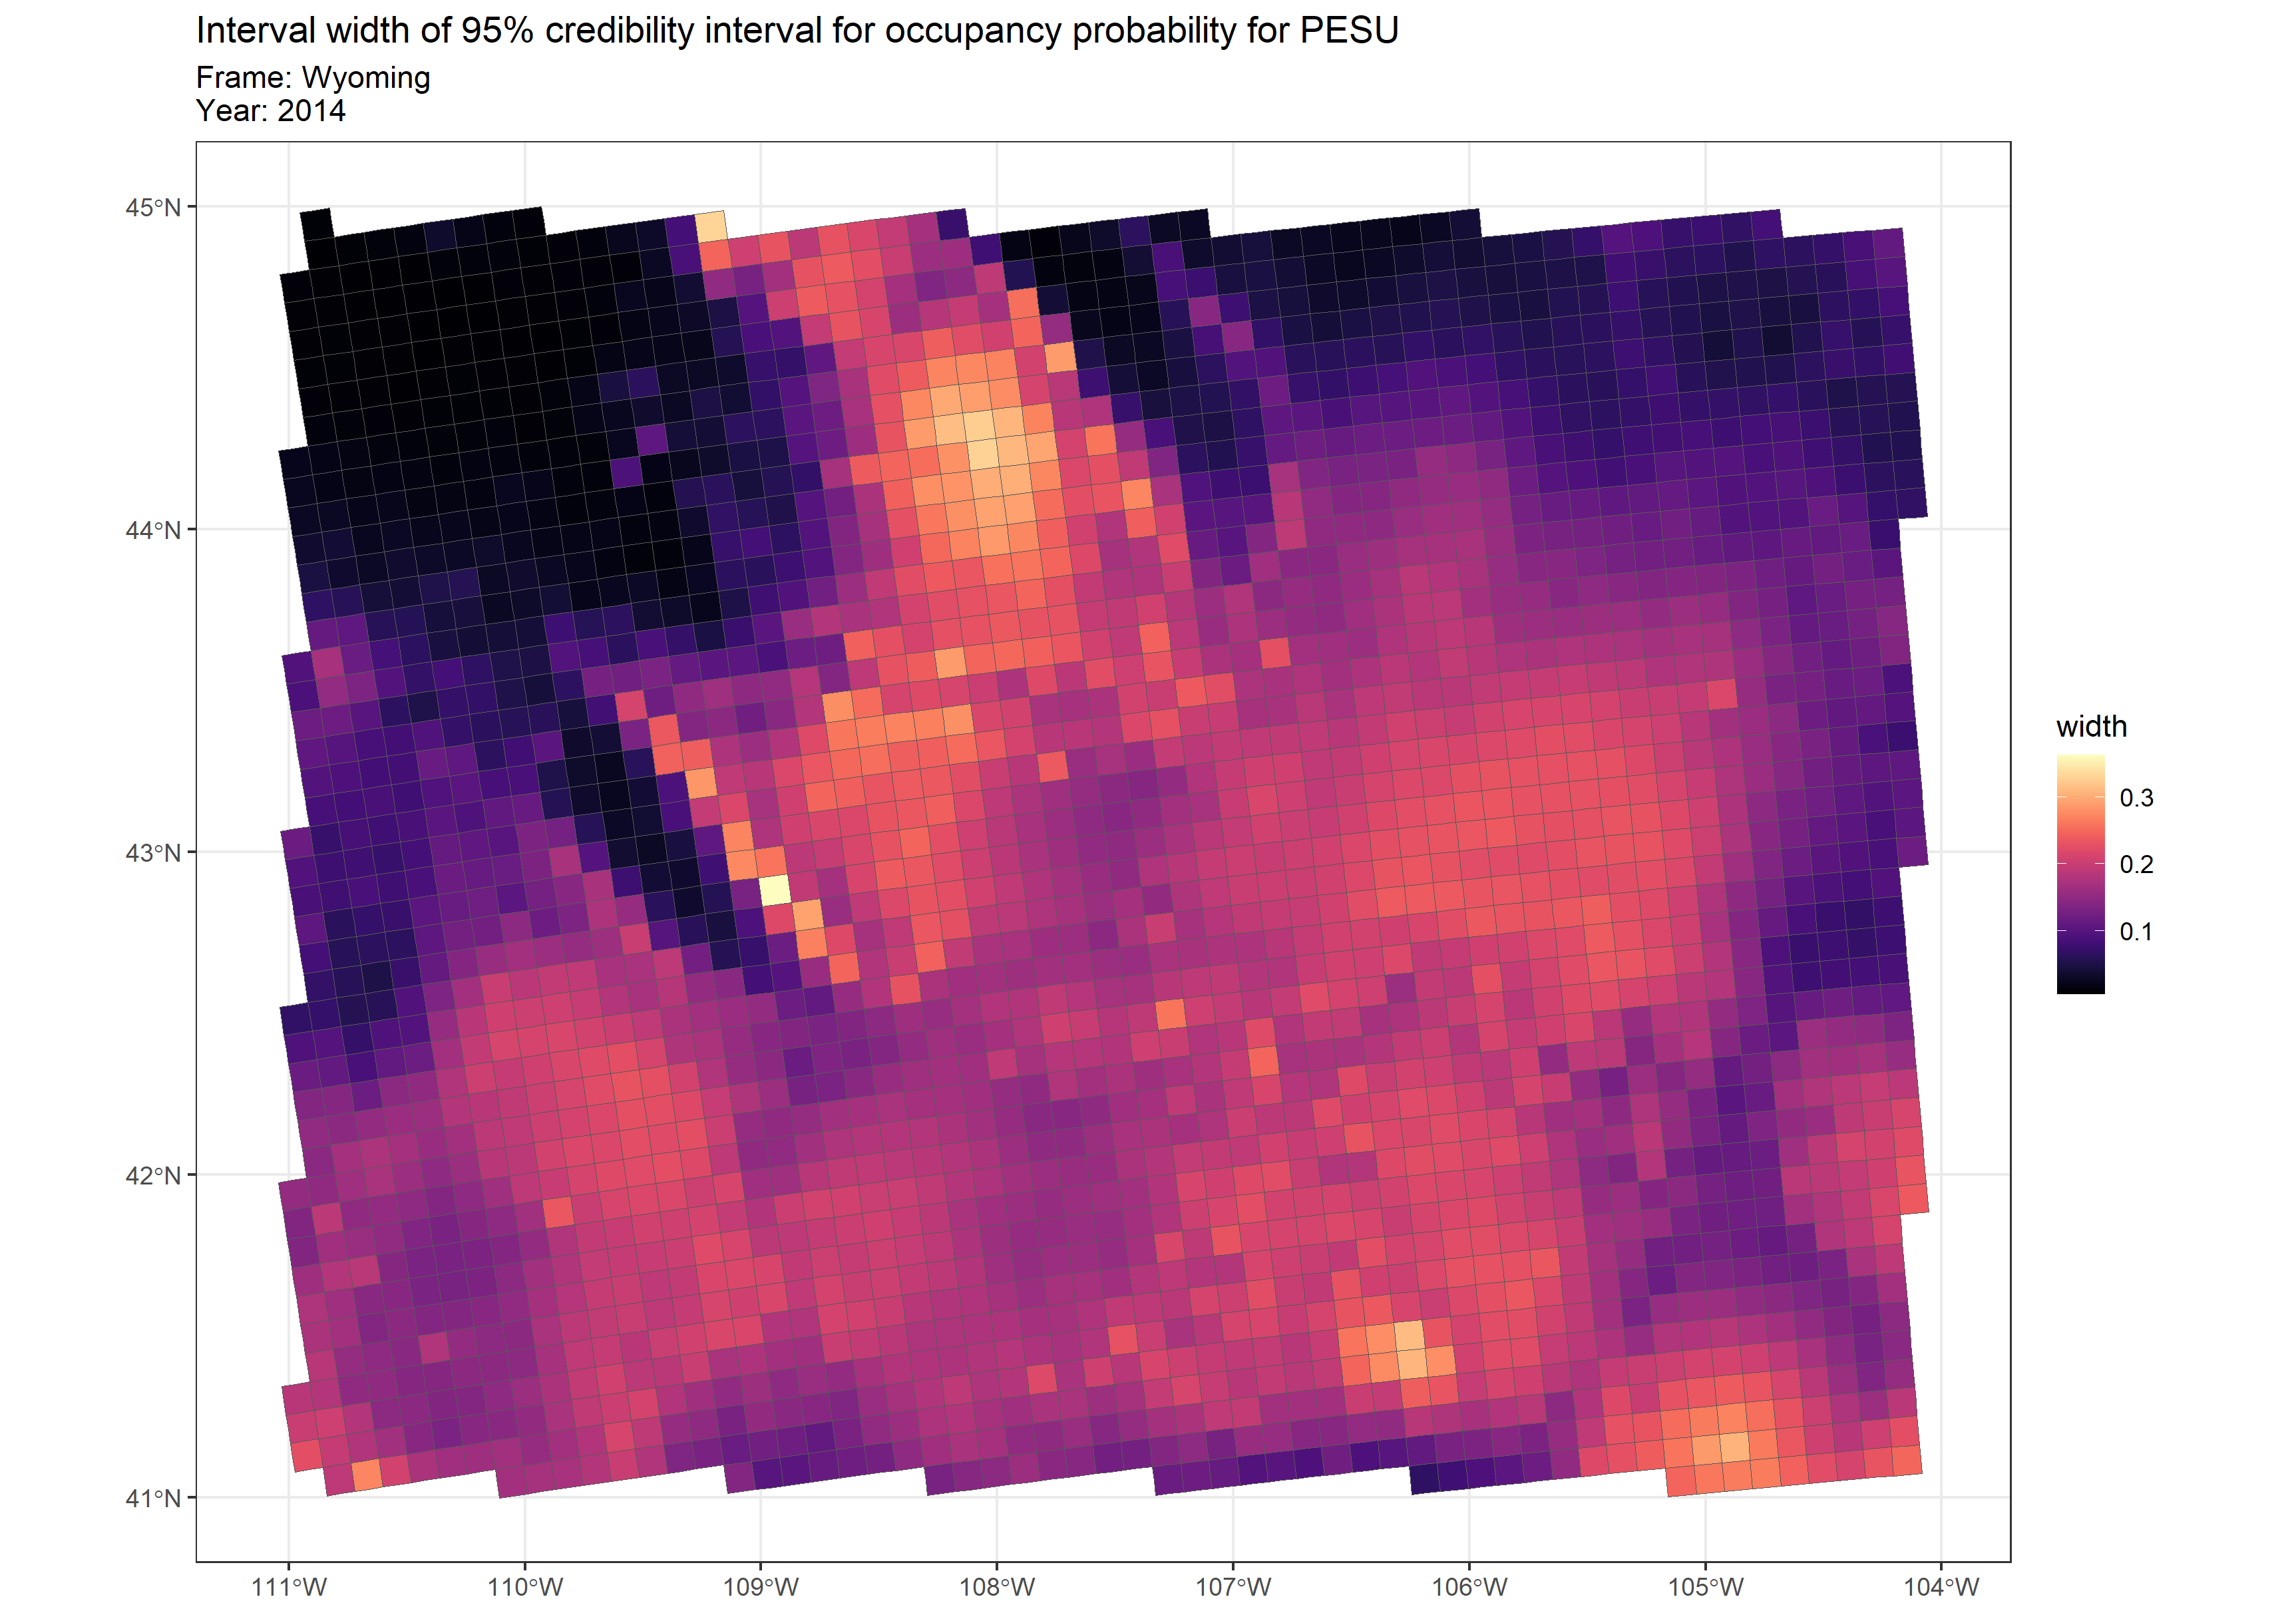 Interval width of 95% credibility interval for occupancy probability for PESU
Frame: Wyoming
Year: 2014
45°N
44°N
43°N
42°N
41°N
111°W
110°W
109°W
108°W
107°W
106°W
105°W
104°W
width
0.3
0.2
0.1